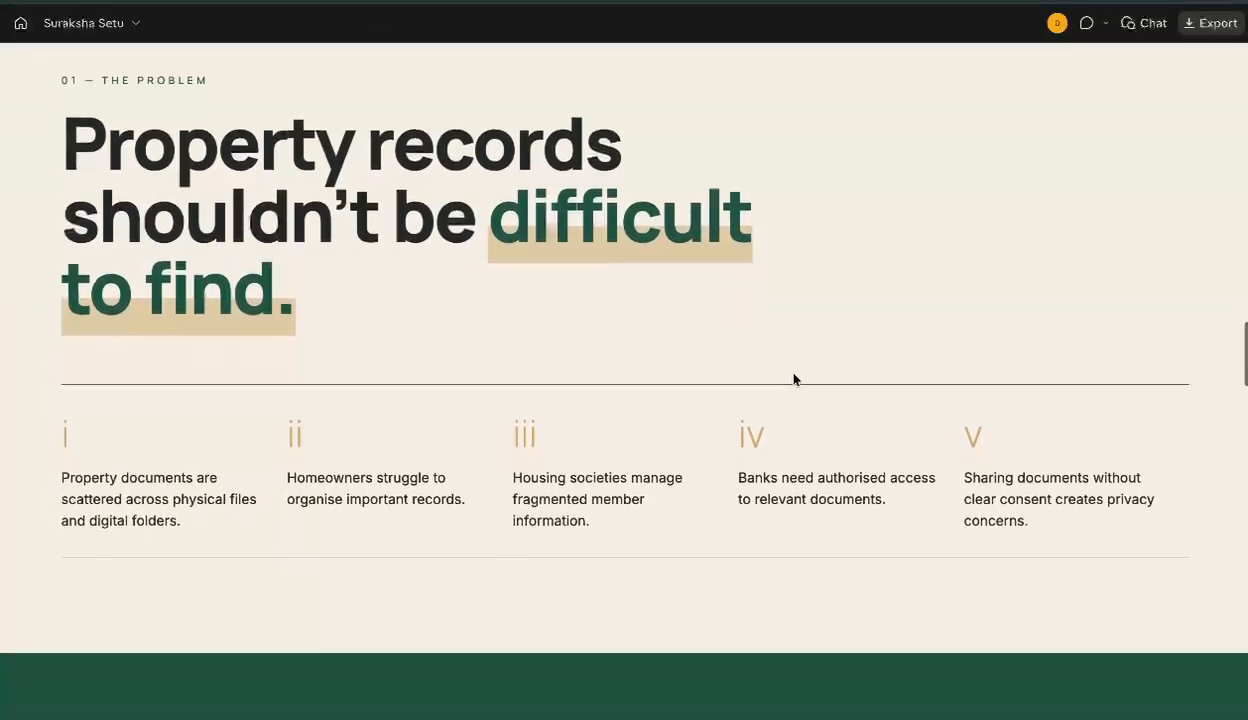 Suraksha Setu
D
Chat
Export
01 — THE PROBLEM
Property records
shouldn’t be difficult
to find.
i
Property documents are
scattered across physical files
and digital folders.
ii
Homeowners struggle to
organise important records.
iii
Housing societies manage
fragmented member
information.
iv
Banks need authorised access
to relevant documents.
v
Sharing documents without
clear consent creates privacy
concerns.